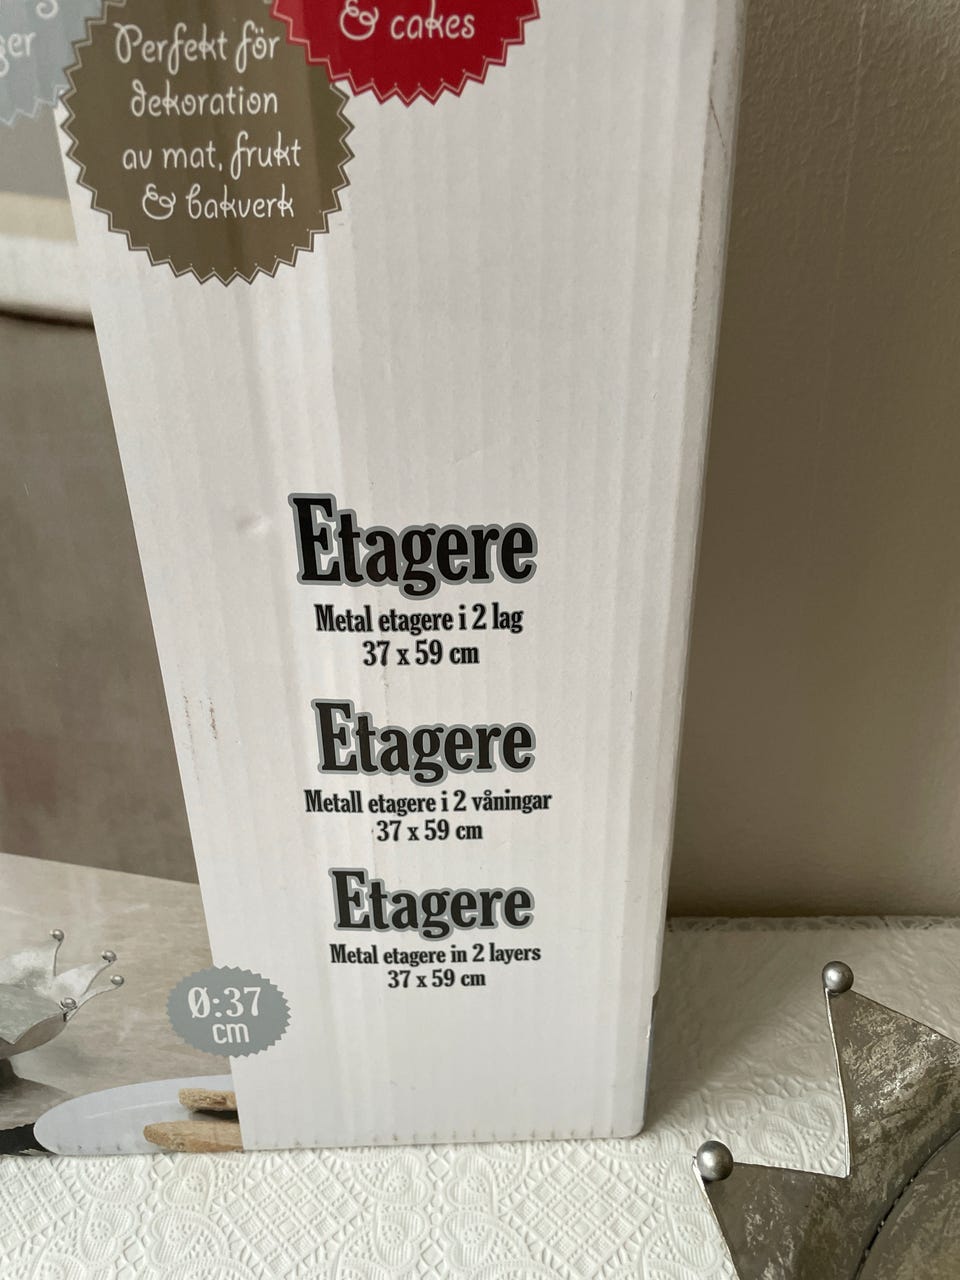 & cakes
Perfekt för
dekoration
av mat, frukt
& bakverk
Etagere
Metal etagere i 2 lag
37 x 59 cm
Etagere
Metall etagere i 2 våningar
37 x 59 cm
Etagere
Metal etagere in 2 layers
37 x 59 cm
Ø:37
cm